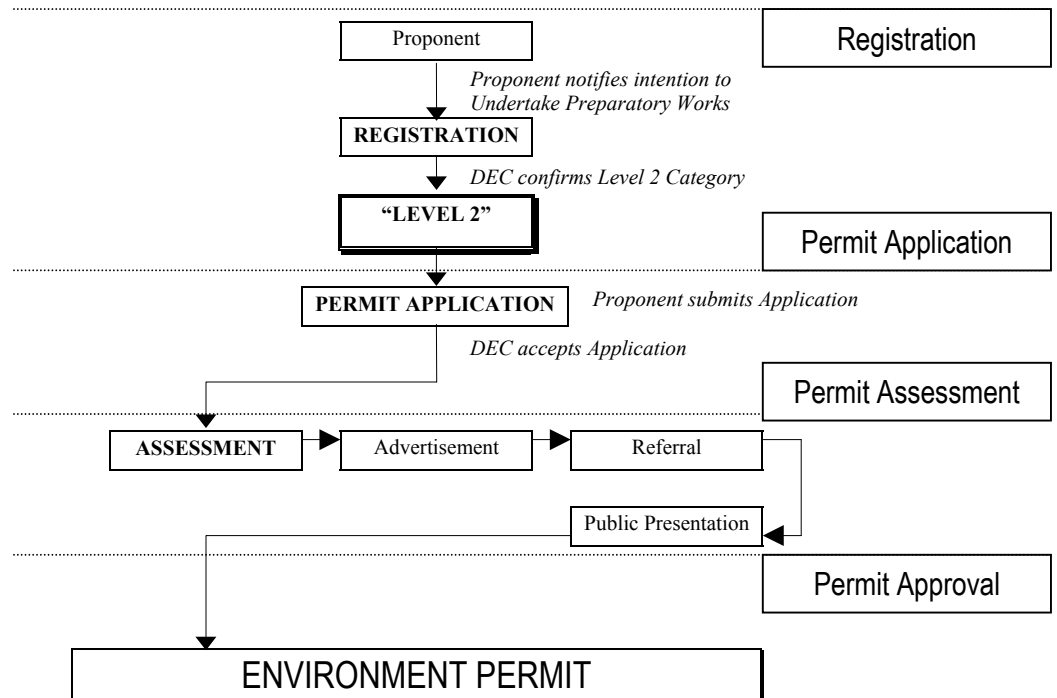 Proponent
Registration
Proponent notifies intention to
Undertake Preparatory Works
REGISTRATION
DEC confirms Level 2 Category
“LEVEL 2”
Permit Application
PERMIT APPLICATION
Proponent submits Application
DEC accepts Application
Permit Assessment
ASSESSMENT
Advertisement
Referral
Public Presentation
Permit Approval
ENVIRONMENT PERMIT